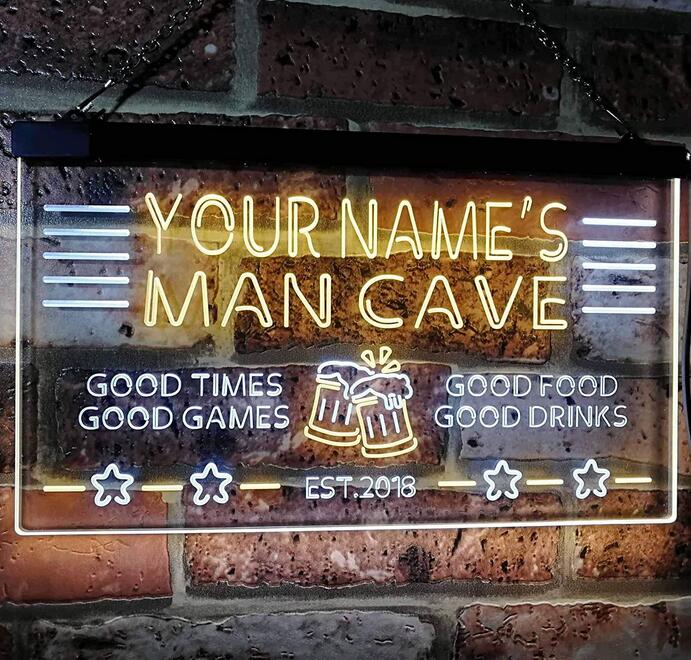 YOUR NAME'S
MAN CAVE
GOOD TIMES
GOOD GAMES
GOOD FOOD
GOOD DRINKS
EST.2018